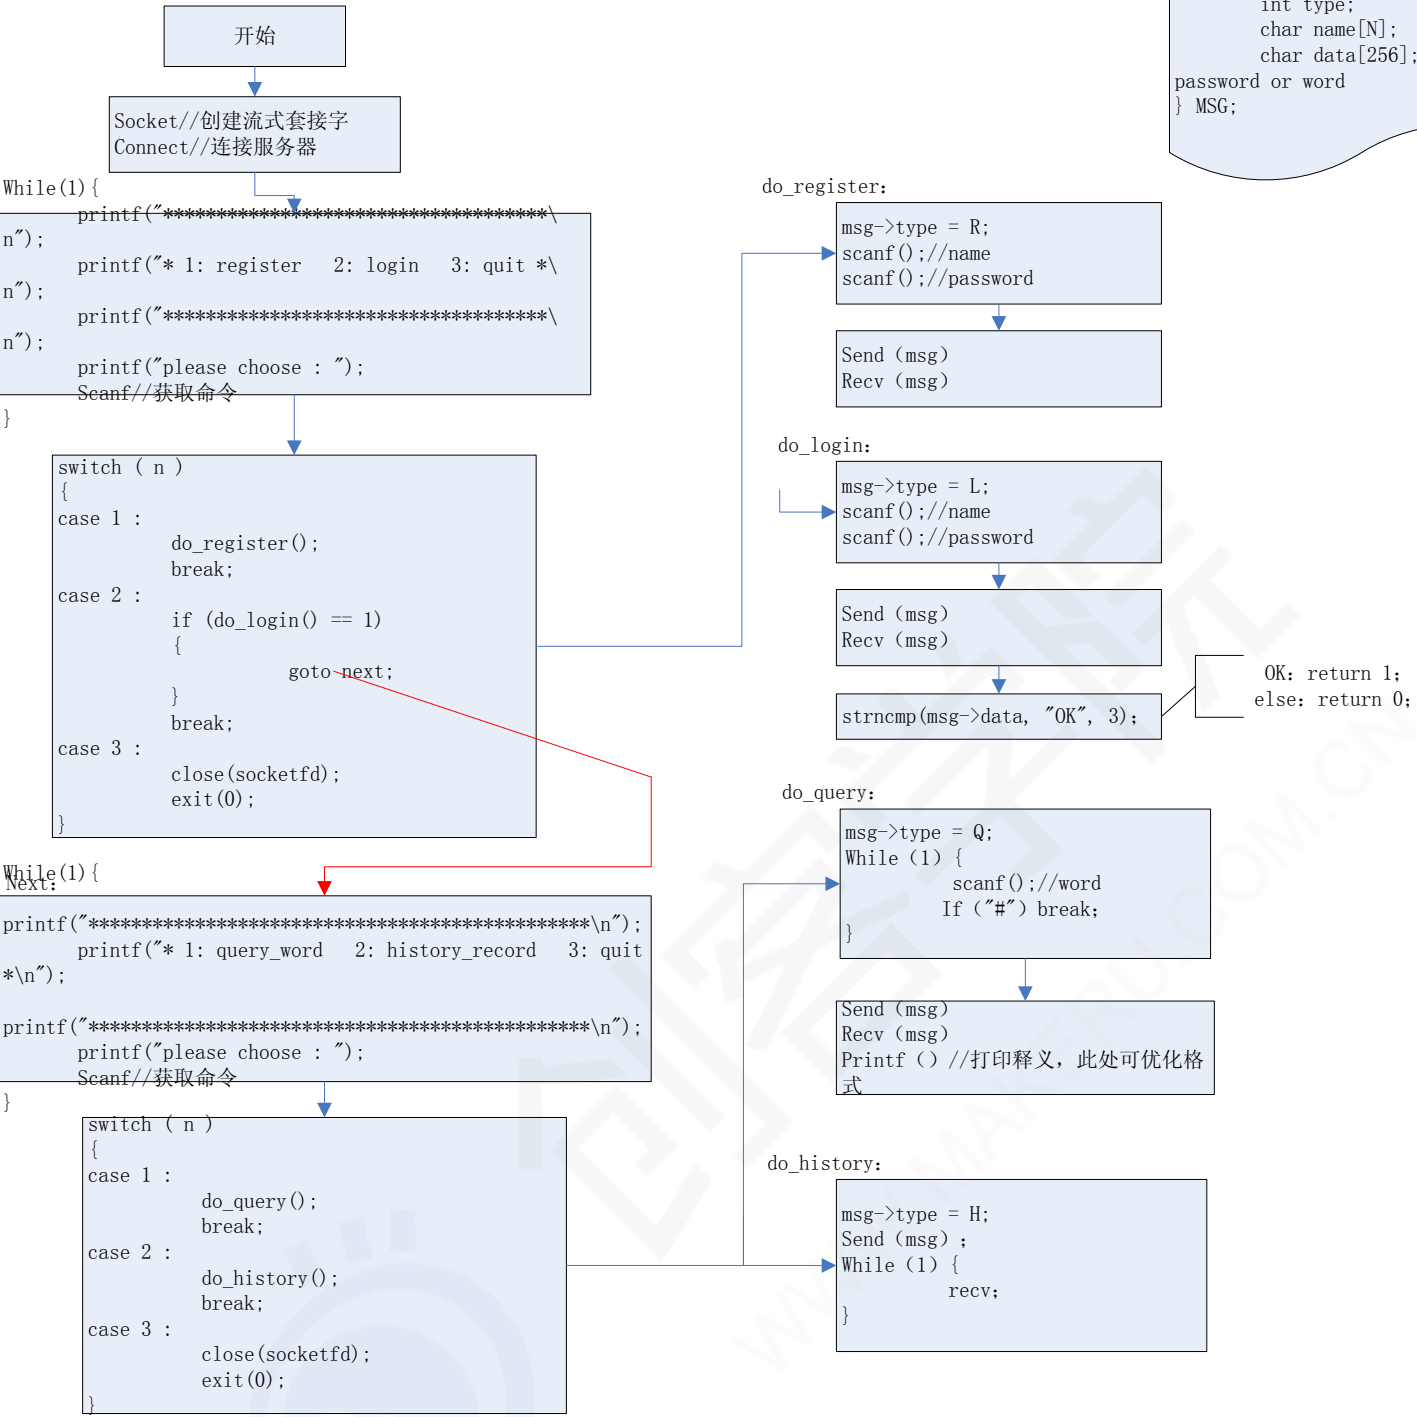 开始
Socket//创建流式套接字
Connect//连接服务器
While(1){
printf("************************************\
n");
printf("* 1: register   2: login   3: quit *\
n");
printf("************************************\
n");
printf("please choose : ");
Scanf//获取命令
}
switch ( n )
{
case 1 :
do_register();
break;
case 2 :
if (do_login() == 1)
{
goto next;
}
break;
case 3 :
close(socketfd);
exit(0);
}
While(1){
Next:
printf("***********************************************\n");
printf("* 1: query_word   2: history_record   3: quit
*\n");
printf("***********************************************\n");
printf("please choose : ");
Scanf//获取命令
}
switch ( n )
{
case 1 :
do_query();
break;
case 2 :
do_history();
break;
case 3 :
close(socketfd);
exit(0);
}
int type;
char name[N];
char data[256];
password or word
} MSG;
do_register:
msg->type = R;
scanf();//name
scanf();//password
Send（msg）
Recv（msg）
do_login:
msg->type = L;
scanf();//name
scanf();//password
Send（msg）
Recv（msg）
strncmp(msg->data, "OK", 3);
OK: return 1;
else: return 0;
do_query:
msg->type = Q;
While（1）{
scanf();//word
If（"#"）break;
}
Send（msg）
Recv（msg）
Printf（）//打印释义，此处可优化格
式
do_history:
msg->type = H;
Send（msg）;
While（1）{
recv;
}
创客学院
WWW.MAKERU.COM.CN